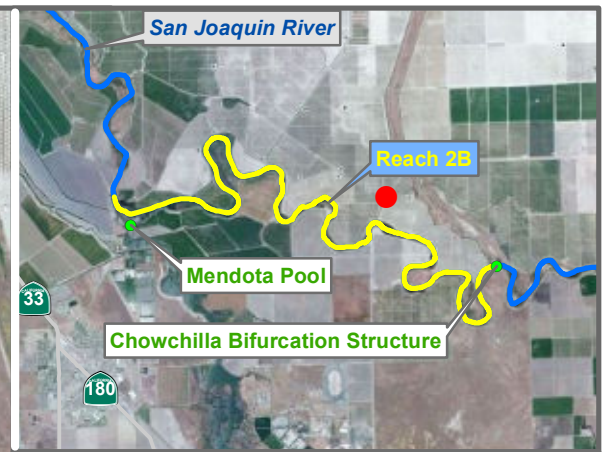 San Joaquin River
Reach 2B
Mendota Pool
33
Chowchilla Bifurcation Structure
180